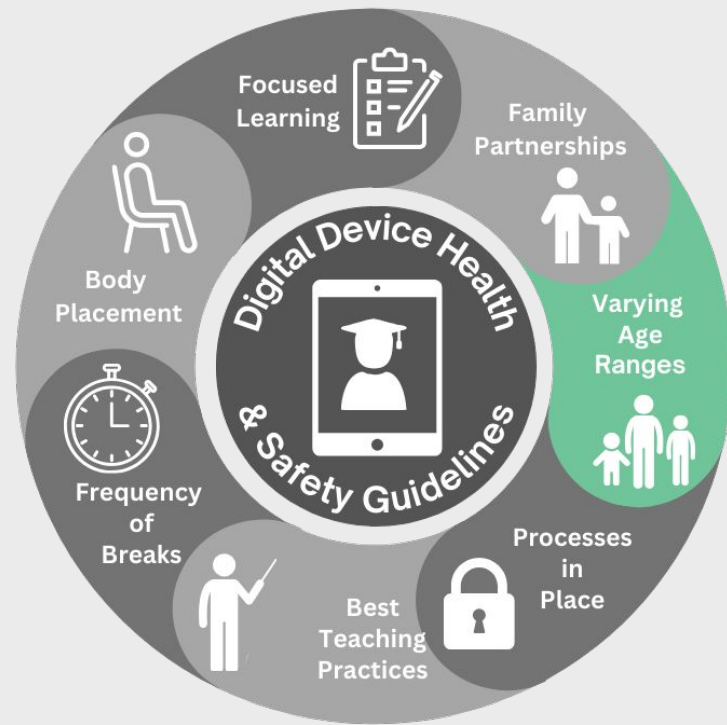 Focused
Learning
Family
Partnerships
Varying
Age
Ranges
Processes
in
Place
Best
Teaching
Practices
Frequency
of
Breaks
Body
Placement
Digital Device Health
& Safety Guidelines